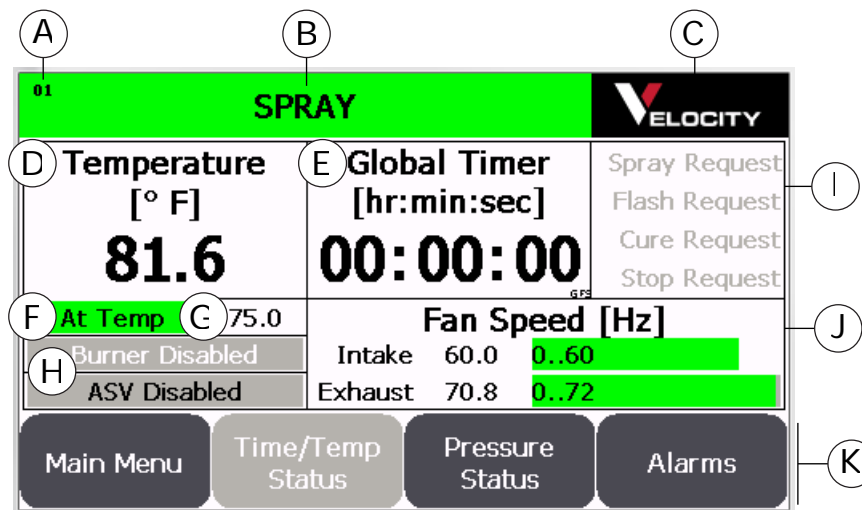 A
B
C
01
SPRAY
VELOCITY
D
Temperature
[° F]
81.6
E
Global Timer
[hr:min:sec]
00:00:00
GFS
Spray Request
Flash Request
Cure Request
Stop Request
I
F
At Temp
G
75.0
H
Burner Disabled
ASV Disabled
Fan Speed [Hz]
Intake 60.0 0..60
Exhaust 70.8 0..72
J
Main Menu
Time/Temp
Status
Pressure
Status
Alarms
K